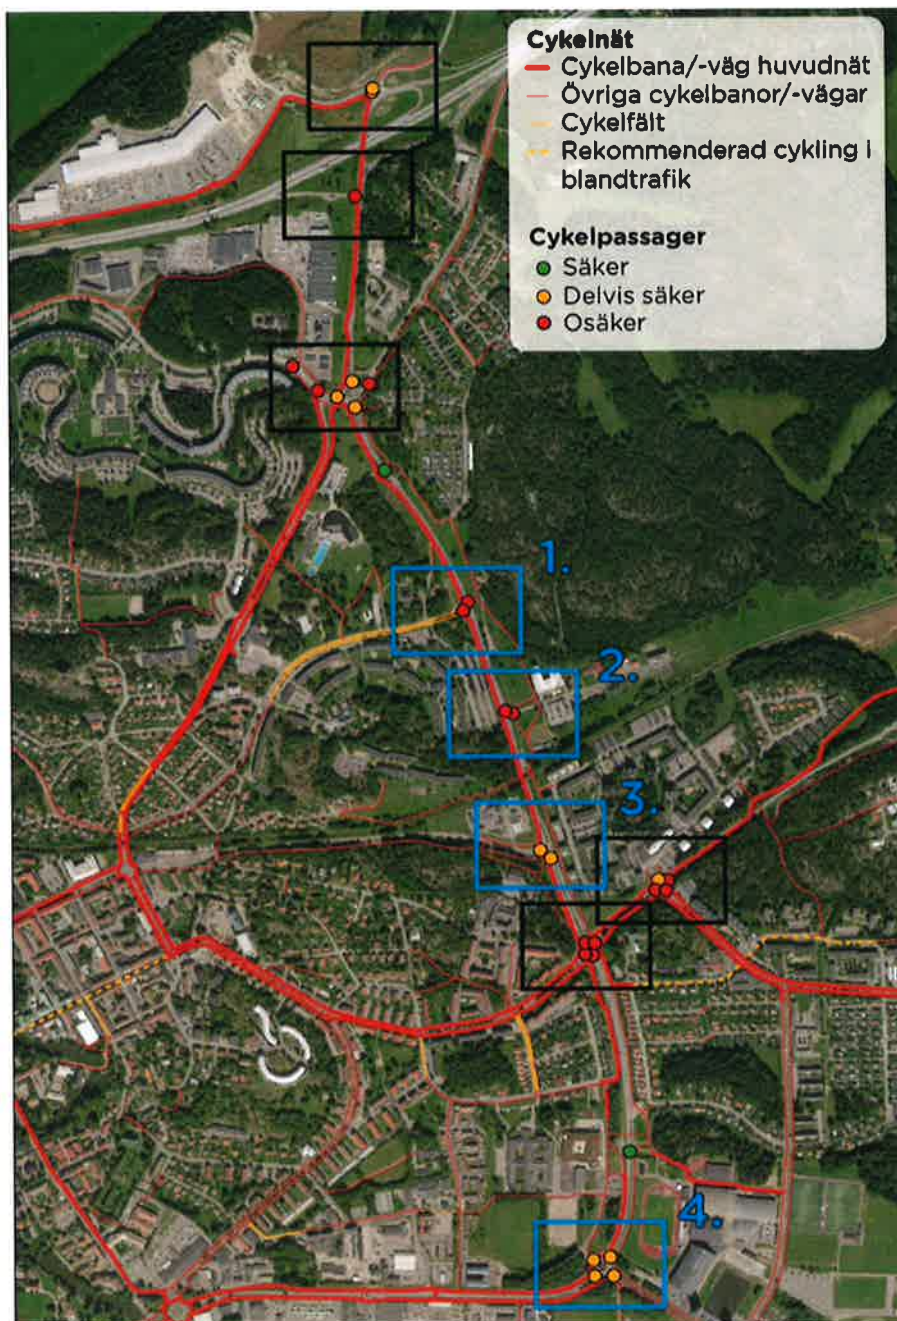 Cykelnät
Cykelbana/-väg huvudnät
Övriga cykelbanor/-vägar
Cykelfält
Rekommenderad cykling i
blandtrafik
Cykelpassager
Säker
Delvis säker
Osäker
1.
2.
3.
4.